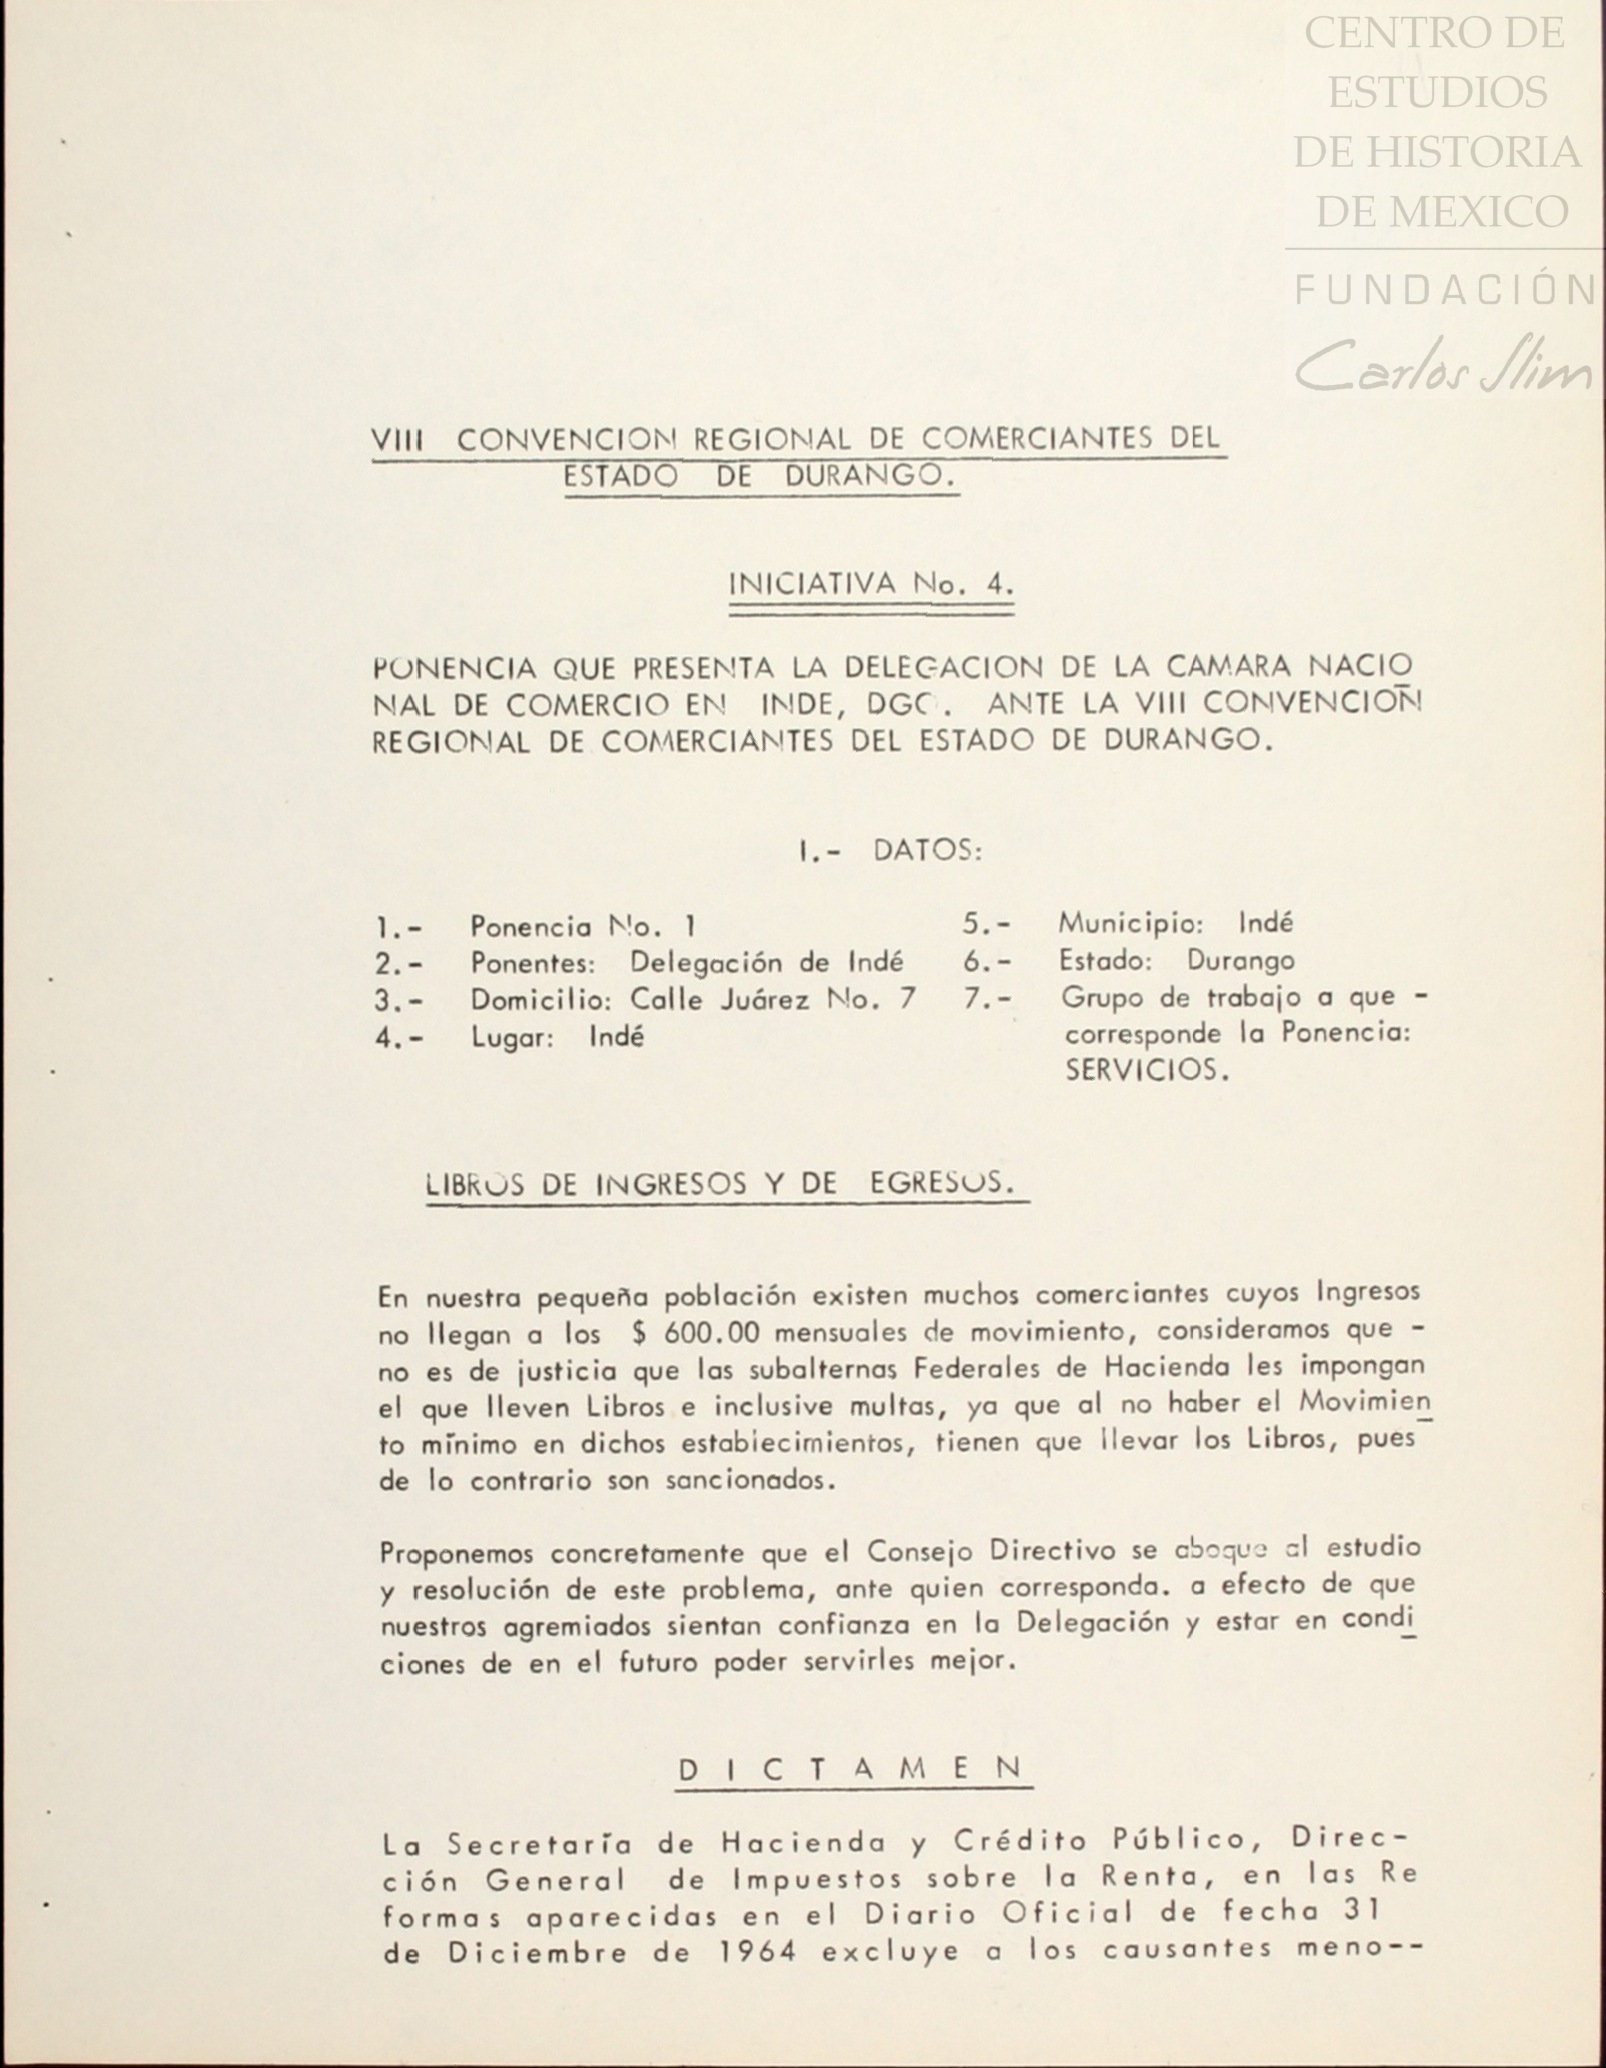 CENTRO DE
ESTUDIOS
DE HISTORIA
DE MEXICO
FUNDACIÓN
Carlos Slim
VIII CONVENCION REGIONAL DE COMERCIANTES DEL
ESTADO DE DURANGO.
INICIATIVA No. 4.
PONENCIA QUE PRESENTA LA DELEGACION DE LA CAMARA NACIO
NAL DE COMERCIO EN INDE, DGO. ANTE LA VIII CONVENCION
REGIONAL DE COMERCIANTES DEL ESTADO DE DURANGO.
I.- DATOS:
1.- Ponencia No. 1
2.- Ponentes: Delegación de Indé
3.- Domicilio: Calle Juárez No. 7
4.- Lugar: Indé
5.- Municipio: Indé
6.- Estado: Durango
7.- Grupo de trabajo a que -
corresponde la Ponencia:
SERVICIOS.
LIBROS DE INGRESOS Y DE EGRESOS.
En nuestra pequeña población existen muchos comerciantes cuyos Ingresos
no llegan a los $ 600.00 mensuales de movimiento, consideramos que -
no es de justicia que las subalternas Federales de Hacienda les impongan
el que lleven Libros e inclusive multas, ya que al no haber el Movimien
to mínimo en dichos establecimientos, tienen que llevar los Libros, pues
de lo contrario son sancionados.
Proponemos concretamente que el Consejo Directivo se aboque al estudio
y resolución de este problema, ante quien corresponda. a efecto de que
nuestros agremiados sientan confianza en la Delegación y estar en condi
ciones de en el futuro poder servirles mejor.
D I C T A M E N
La Secretaría de Hacienda y Crédito Público, Direc-
ción General de Impuestos sobre la Renta, en las Re
formas aparecidas en el Diario Oficial de fecha 31
de Diciembre de 1964 excluye a los causantes meno--